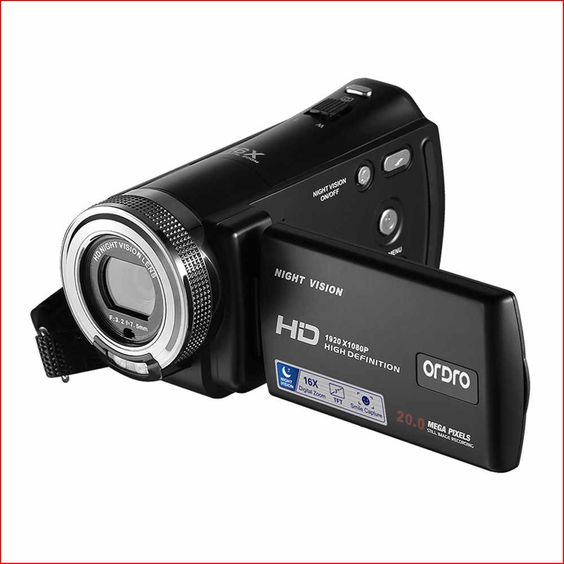 W
16X
NIGHT VISION
ON/OFF
MENU
HD NIGHT VISION LENS
F:3.2 f:7.5mm
NIGHT VISION
HD
1920 X1080P
HIGH DEFINITION
ordro
NIGHT VISION
16X
Digital Zoom
TFT
Smile Capture
20.0 MEGA PIXELS
STILL IMAGE RECORDING